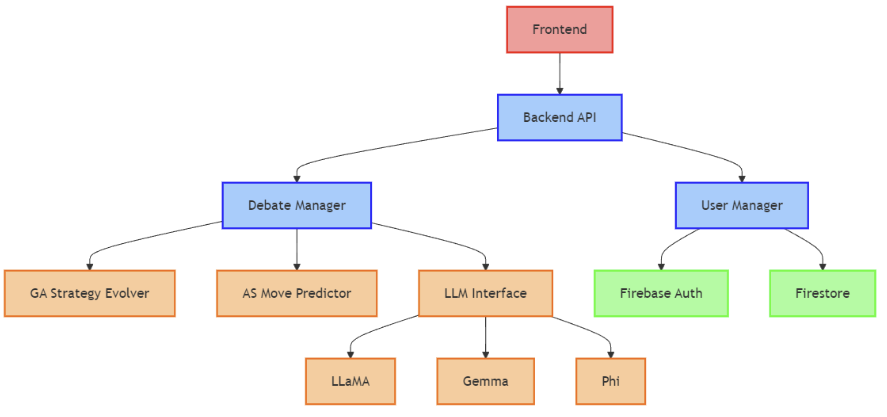 Frontend
Backend API
Debate Manager
User Manager
GA Strategy Evolver
AS Move Predictor
LLM Interface
Firebase Auth
Firestore
LLaMA
Gemma
Phi